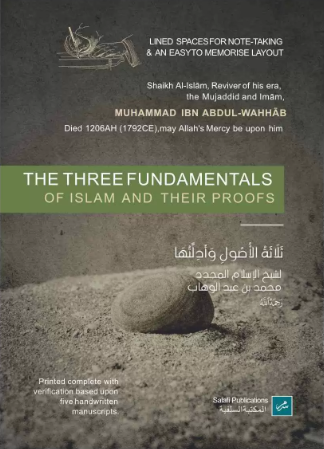 LINED SPACES FOR NOTE-TAKING
& AN EASY TO MEMORISE LAYOUT
Shaikh Al-Islām, Reviver of his era,
the Mujaddid and Imām,
MUHAMMAD IBN ABDUL-WAHHĀB
Died 1206AH (1792CE),may Allah's Mercy be upon him
THE THREE FUNDAMENTALS
OF ISLAM AND THEIR PROOFS
ثَلَاثَةُ الْأُصُولِ وَأَدِلَّتُهَا
لشيخ الإسلام المجدد
محمد بن عبد الوهاب
رحمه الله
Printed complete with
verification based upon
five handwritten
manuscripts.
Salafi Publications
المكتبة السلفية